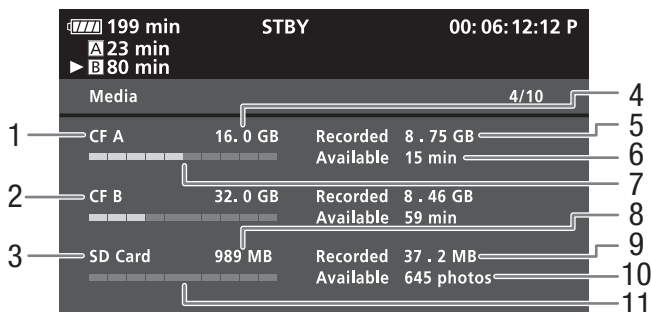 199 min STBY 00: 06: 12:12 P
A 23 min
▶ B 80 min
Media 4/10
4
1 CF A 16. 0 GB Recorded 8 . 75 GB 5
Available 15 min 6
7
2 CF B 32. 0 GB Recorded 8 . 46 GB
Available 59 min 8
3 SD Card 989 MB Recorded 37 . 2 MB 9
Available 645 photos 10
11